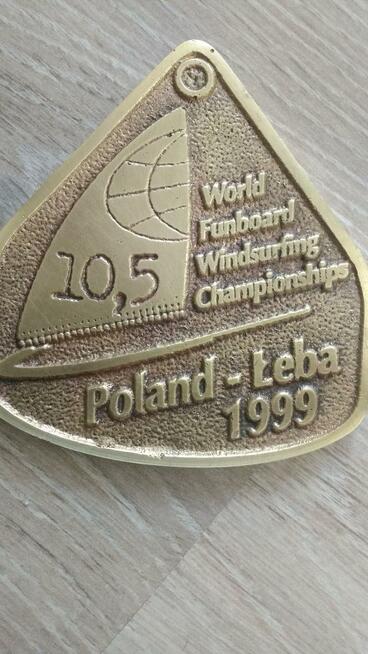 World
Funboard
Windsurfing
Championships
10,5
Poland - Łeba
1999